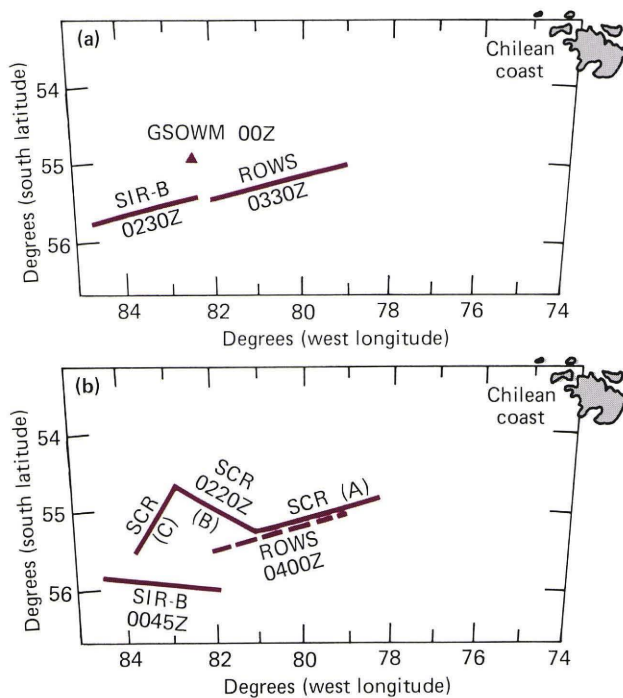 (a)
Chilean
coast
54
GSOWM 00Z
55
SIR-B
0230Z
ROWS
0330Z
56
84
82
80
78
76
74
Degrees (south latitude)
Degrees (west longitude)
(b)
Chilean
coast
54
SCR
0220Z
(B)
SCR (A)
SCR
(C)
55
ROWS
0400Z
56
SIR-B
0045Z
84
82
80
78
76
74
Degrees (south latitude)
Degrees (west longitude)